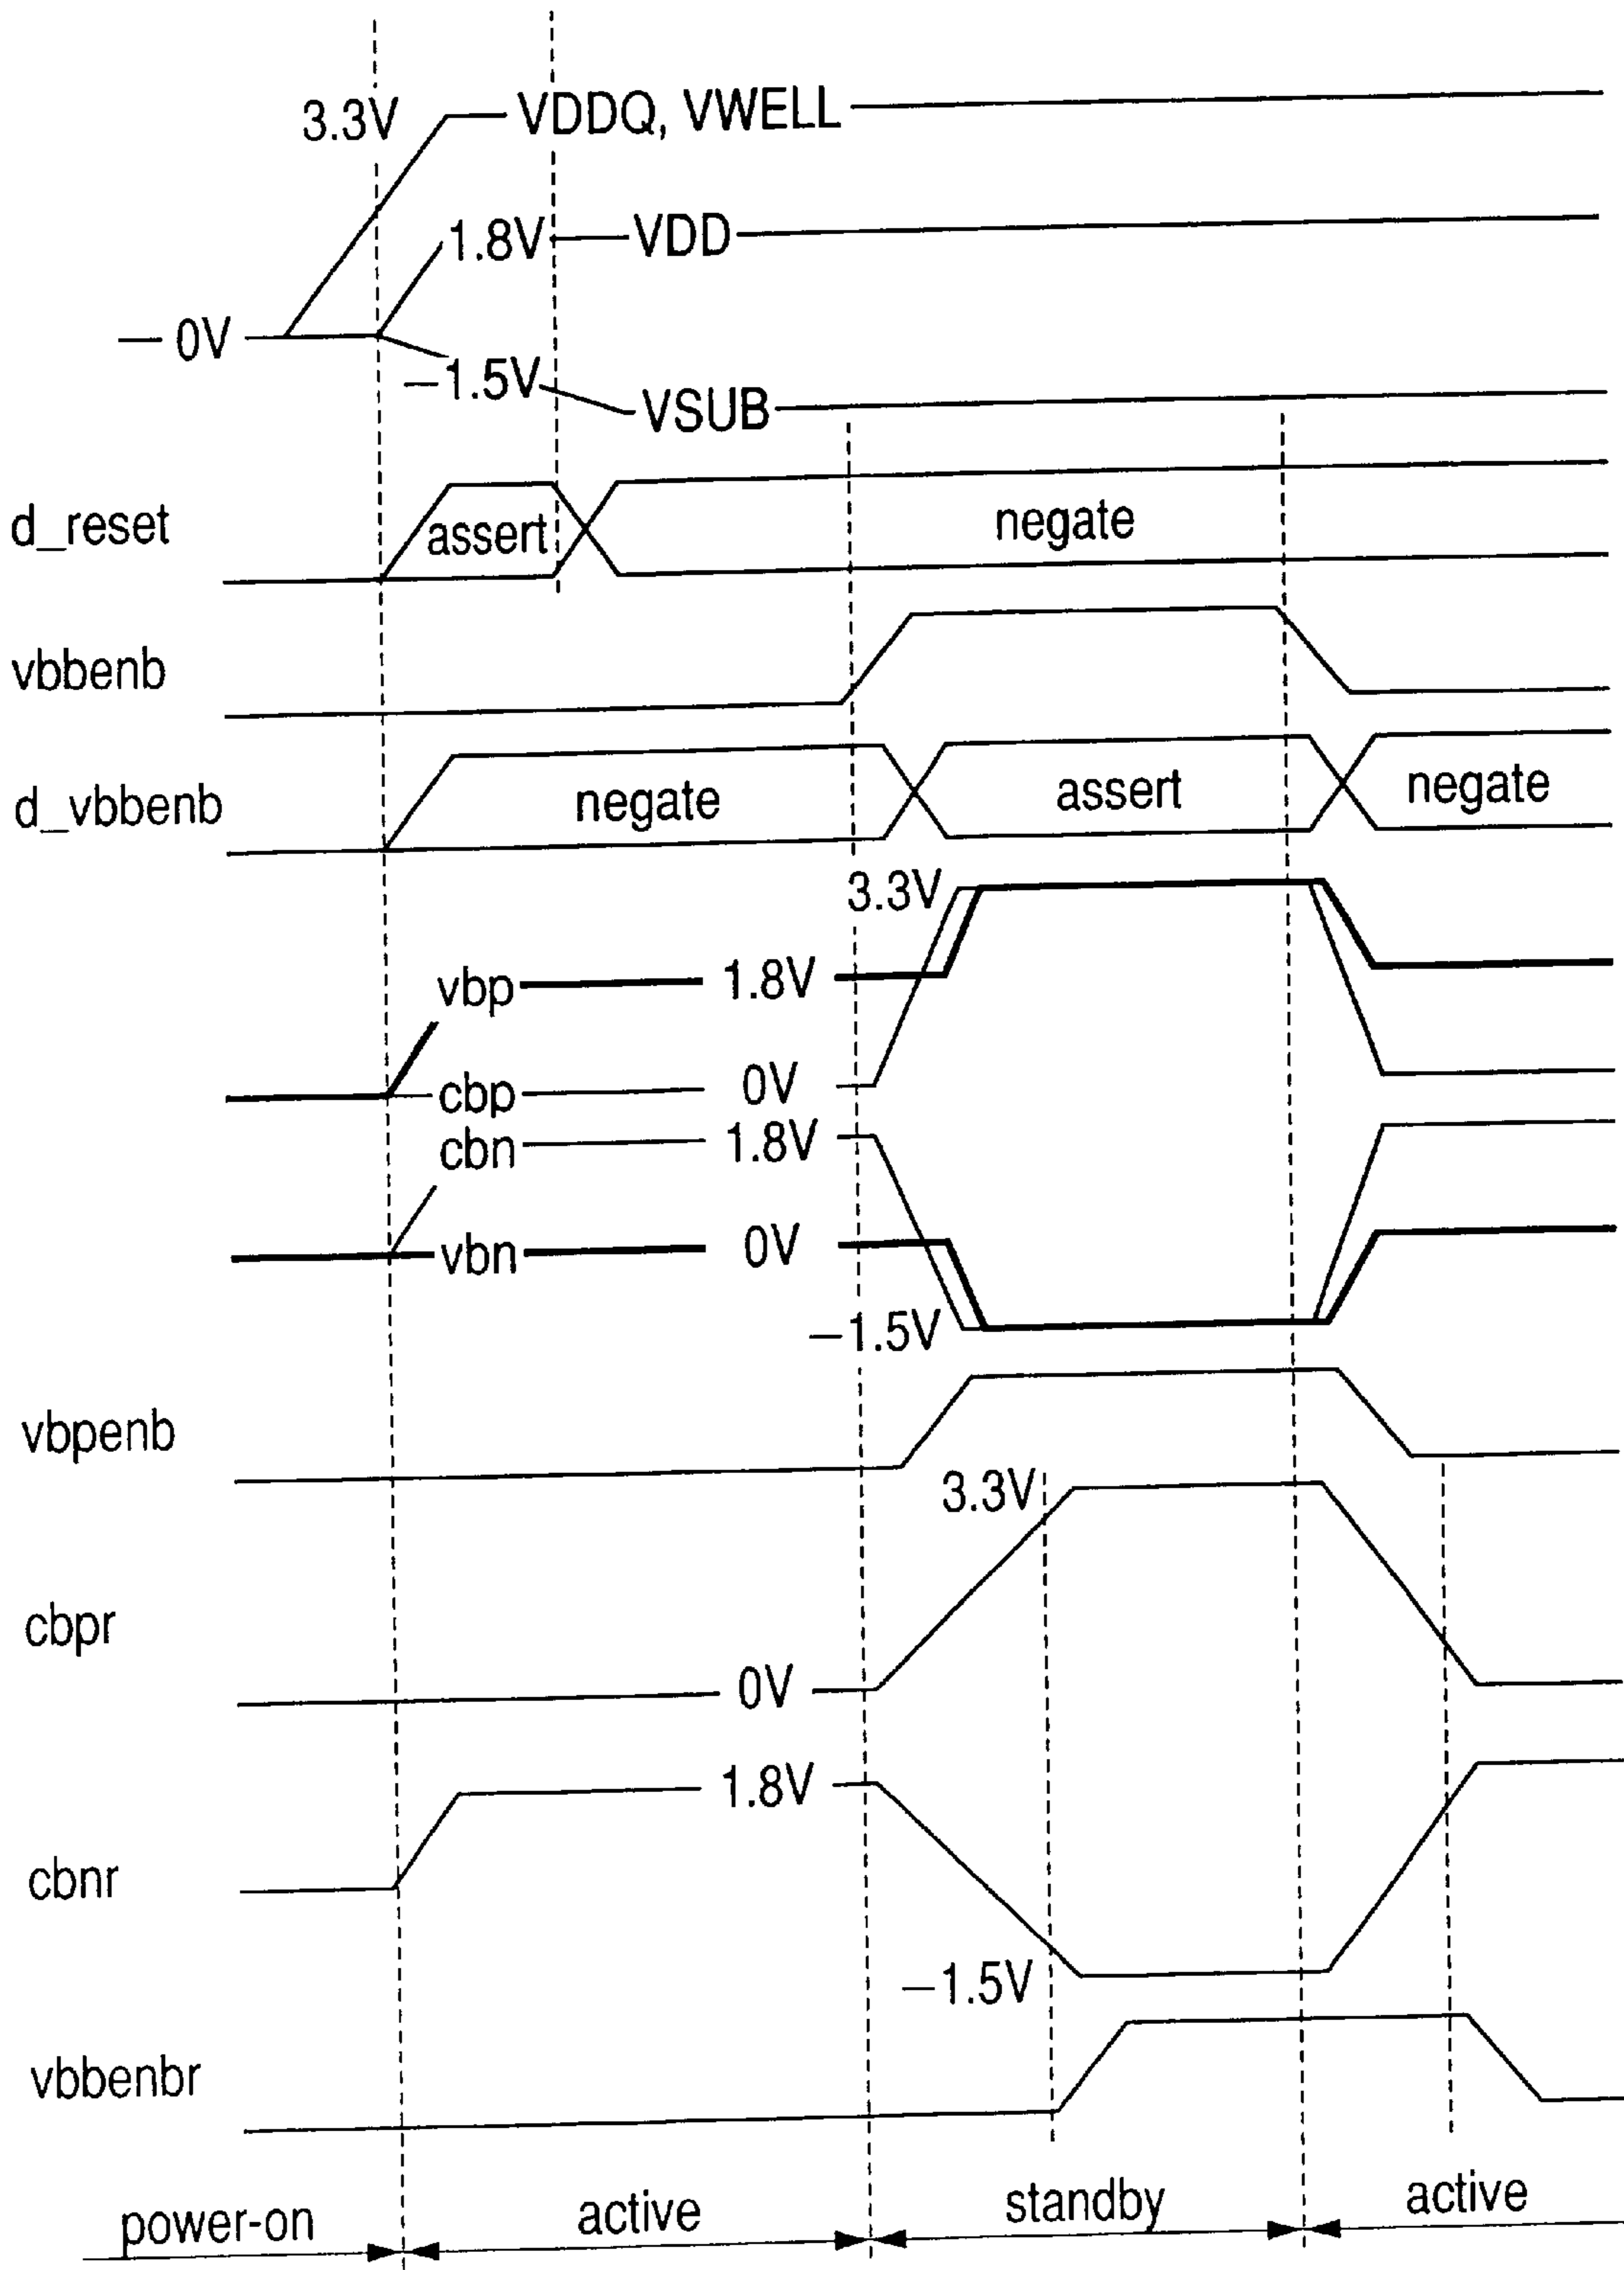 3.3V VDDQ, VWELL
1.8V VDD
— 0V
—1.5V
VSUB
d_reset assert negate
vbbenb
d_vbbenb negate assert negate
3.3V
vbp 1.8V
cbp 0V
cbn 1.8V
vbn 0V
—1.5V
vbpenb
3.3V
cbpr
0V
1.8V
cbnr
—1.5V
vbbenbr
power-on active standby active